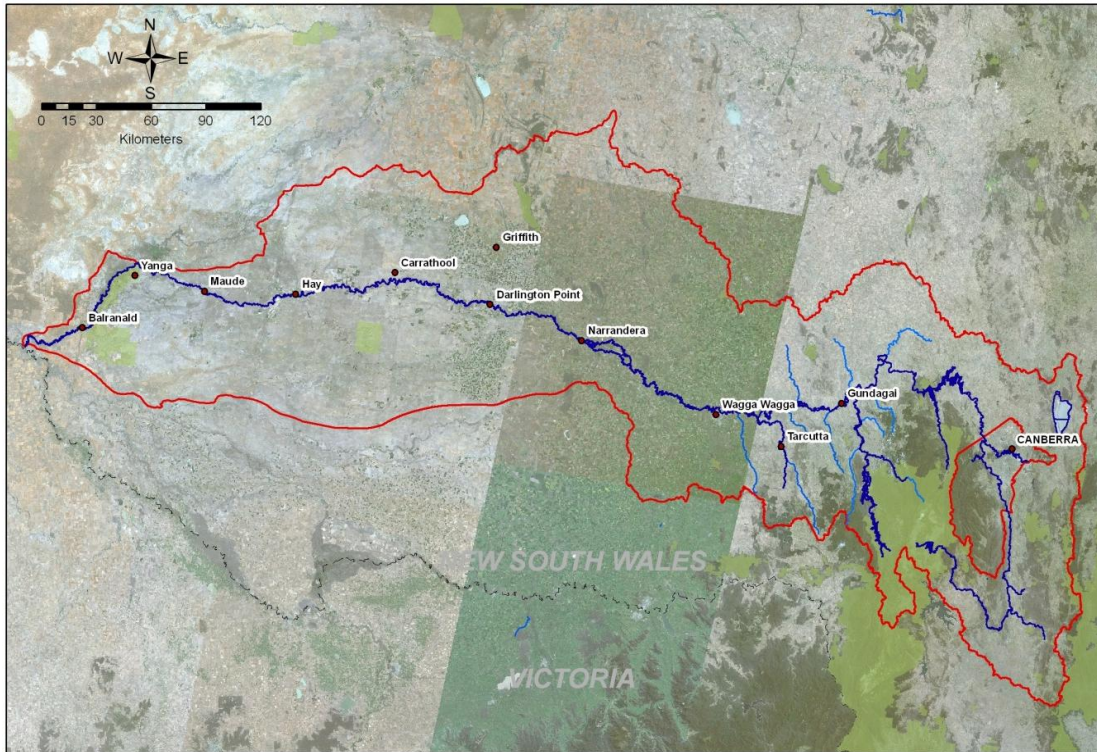 N
W E
S
0 15 30 60 90 120
Kilometers
Griffith
Yanga
Carrathool
Maude
Hay
Darlington Point
Balranald
Narrandera
Gundagal
Wagga Wagga
CANBERRA
Tarcutta
EW SOUTH WALES
VICTORIA